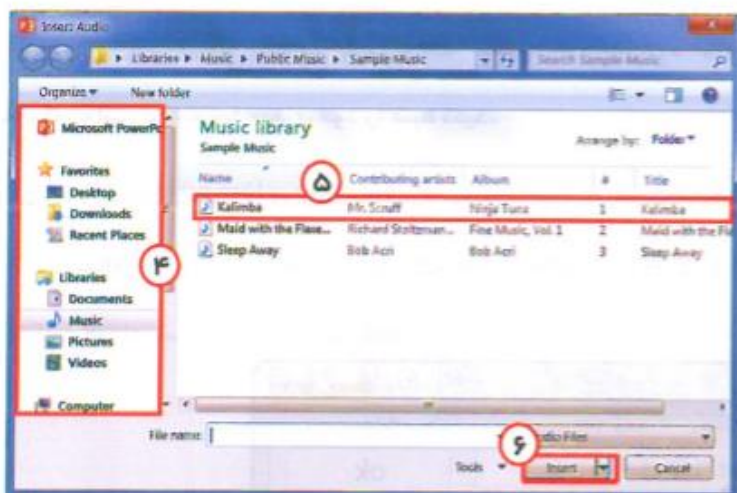 Insert Audio
Libraries ▸ Music ▸ Public Music ▸ Sample Music
Search Sample Music
Organize New folder
Microsoft PowerPo
Favorites
Desktop
Downloads
Recent Places
Libraries
Documents
Music
Pictures
Videos
Computer
۴
Music library
Sample Music
Arrange by: Folder
Name Contributing artists Album # Title
۵
Kalimba Mr. Scruff Ninja Tuna 1 Kalimba
Maid with the Flaxe... Richard Stoltzman... Fine Music, Vol. 1 2 Maid with the Fla
Sleep Away Bob Acri Bob Acri 3 Sleep Away
File name: Audio Files
۶
Tools Insert Cancel